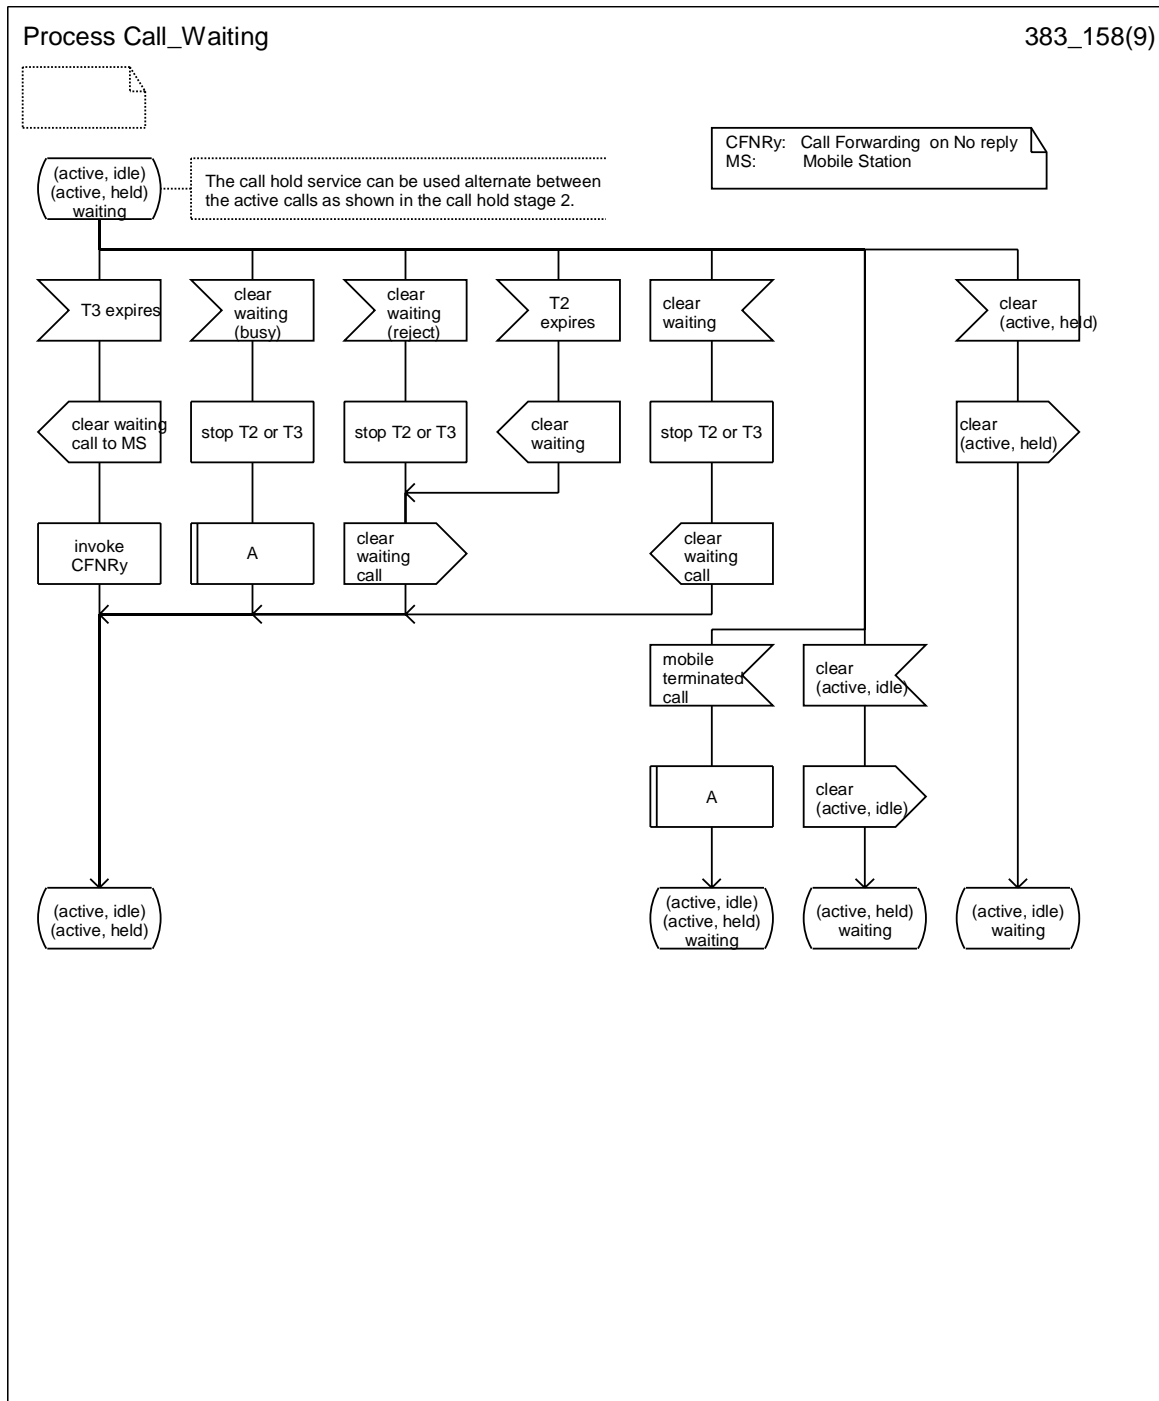 Process Call_Waiting
383_158(9)
CFNRy: Call Forwarding on No reply
MS: Mobile Station
(active, idle)
(active, held)
waiting
The call hold service can be used alternate between
the active calls as shown in the call hold stage 2.
T3 expires
clear
waiting
(busy)
clear
waiting
(reject)
T2
expires
clear
waiting
clear
(active, held)
clear waiting
call to MS
stop T2 or T3
stop T2 or T3
clear
waiting
stop T2 or T3
clear
(active, held)
invoke
CFNRy
A
clear
waiting
call
clear
waiting
call
mobile
terminated
call
clear
(active, idle)
A
clear
(active, idle)
(active, idle)
(active, held)
(active, idle)
(active, held)
waiting
(active, held)
waiting
(active, idle)
waiting